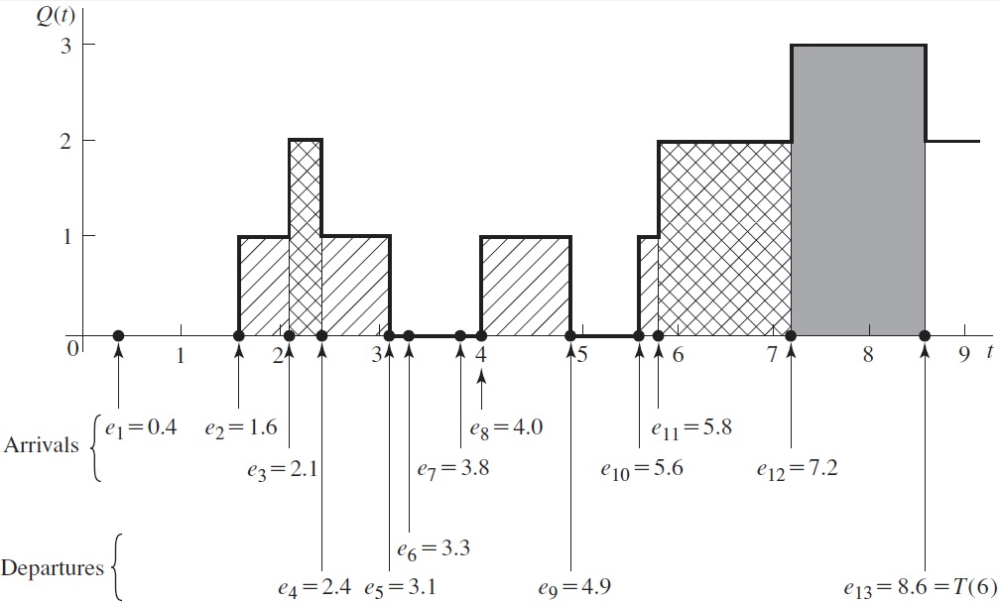 Q(t)
3
2
1
0 1 2 3 4 5 6 7 8 9 t
Arrivals
e₁=0.4 e₂=1.6 e₈=4.0 e₁₁=5.8
e₃=2.1 e₇=3.8 e₁₀=5.6 e₁₂=7.2
Departures
e₆=3.3
e₄=2.4 e₅=3.1 e₉=4.9 e₁₃=8.6=T(6)